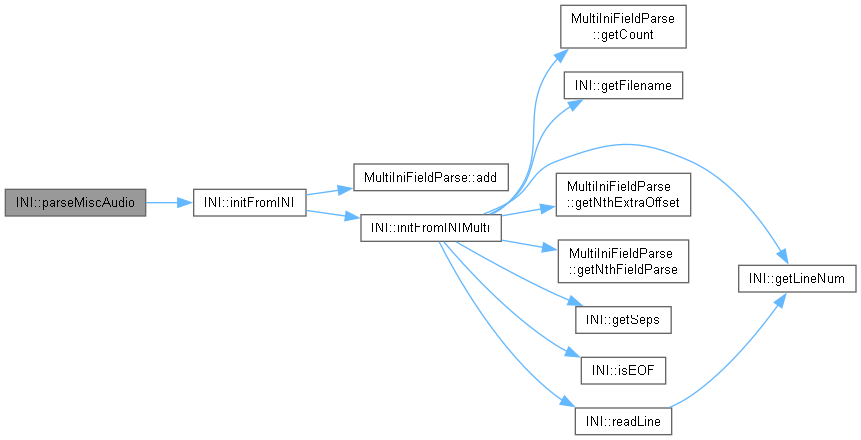 MultiIniFieldParse
::getCount
INI::getFilename
MultiIniFieldParse::add
MultiIniFieldParse
::getNthExtraOffset
INI::parseMiscAudio
INI::initFromINI
INI::initFromINIMulti
MultiIniFieldParse
::getNthFieldParse
INI::getLineNum
INI::getSeps
INI::isEOF
INI::readLine